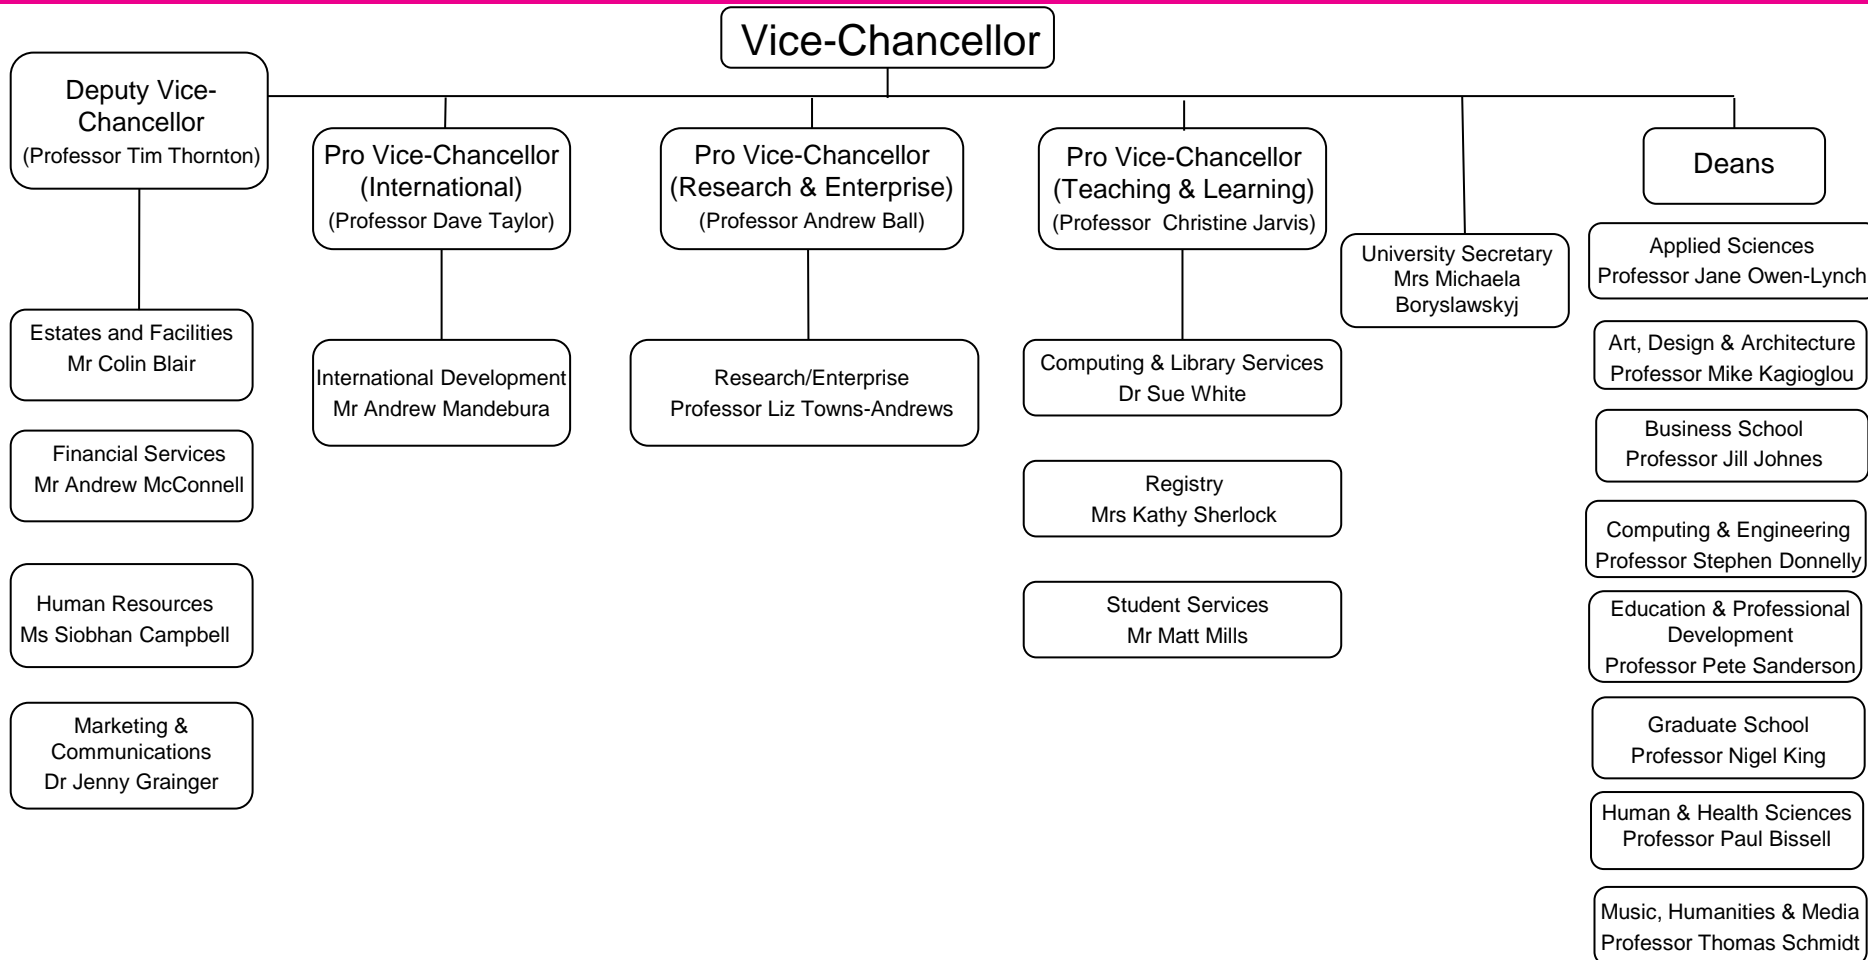 Vice-Chancellor
Deputy Vice-
Chancellor
(Professor Tim Thornton)
Estates and Facilities
Mr Colin Blair
Financial Services
Mr Andrew McConnell
Human Resources
Ms Siobhan Campbell
Marketing &
Communications
Dr Jenny Grainger
Pro Vice-Chancellor
(International)
(Professor Dave Taylor)
International Development
Mr Andrew Mandebura
Pro Vice-Chancellor
(Research & Enterprise)
(Professor Andrew Ball)
Research/Enterprise
Professor Liz Towns-Andrews
Pro Vice-Chancellor
(Teaching & Learning)
(Professor Christine Jarvis)
Computing & Library Services
Dr Sue White
Registry
Mrs Kathy Sherlock
Student Services
Mr Matt Mills
University Secretary
Mrs Michaela
Boryslawskyj
Deans
Applied Sciences
Professor Jane Owen-Lynch
Art, Design & Architecture
Professor Mike Kagioglou
Business School
Professor Jill Johnes
Computing & Engineering
Professor Stephen Donnelly
Education & Professional
Development
Professor Pete Sanderson
Graduate School
Professor Nigel King
Human & Health Sciences
Professor Paul Bissell
Music, Humanities & Media
Professor Thomas Schmidt